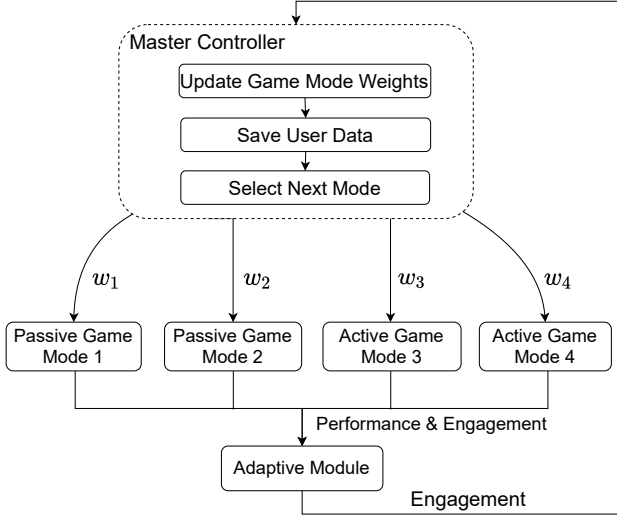 Master Controller
Update Game Mode Weights
Save User Data
Select Next Mode
w₁
w₂
w₃
w₄
Passive Game
Mode 1
Passive Game
Mode 2
Active Game
Mode 3
Active Game
Mode 4
Performance & Engagement
Adaptive Module
Engagement